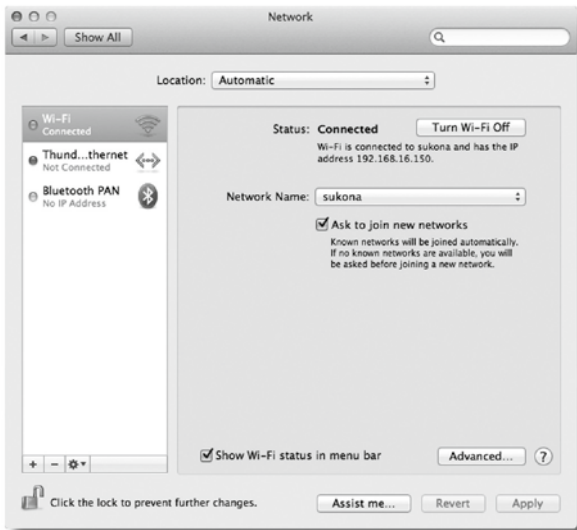 Network
Show All
Location: Automatic
Wi-Fi
Connected
Thund...thernet
Not Connected
Bluetooth PAN
No IP Address
Status: Connected
Turn Wi-Fi Off
Wi-Fi is connected to sukona and has the IP
address 192.168.16.150.
Network Name: sukona
Ask to join new networks
Known networks will be joined automatically.
If no known networks are available, you will
be asked before joining a new network.
Show Wi-Fi status in menu bar
Advanced...
?
Click the lock to prevent further changes.
Assist me...
Revert
Apply